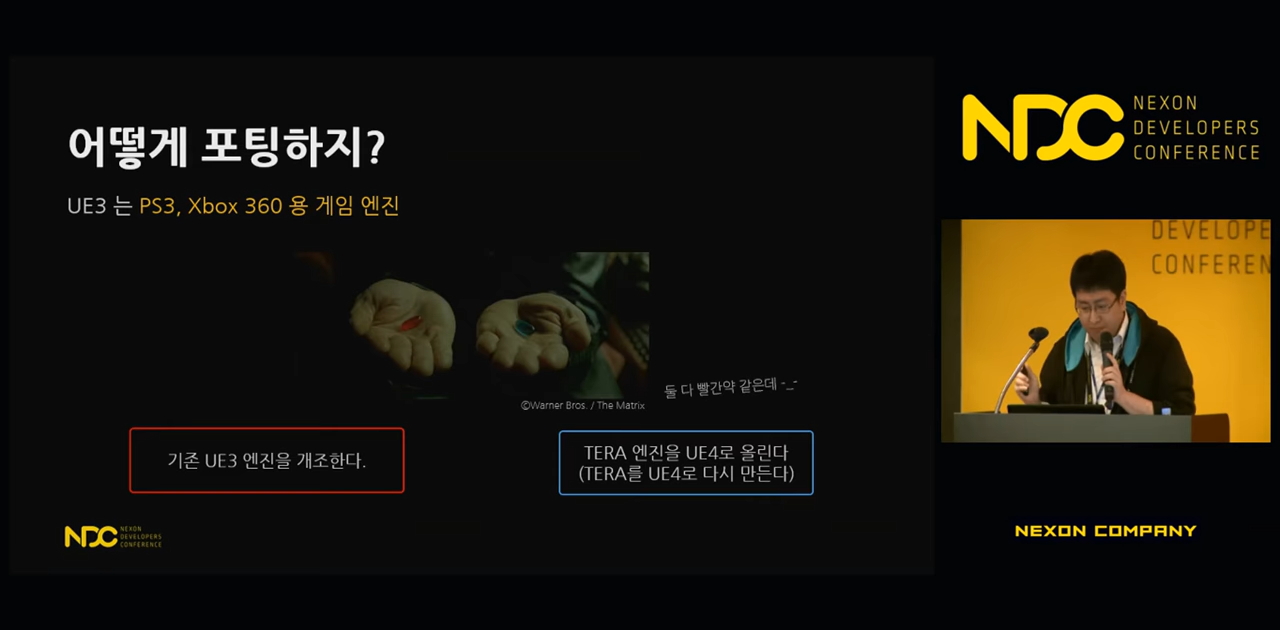 어떻게 포팅하지?
UE3 는 PS3, Xbox 360 용 게임 엔진
둘 다 빨간약 같은데 -_-
©Warner Bros. / The Matrix
기존 UE3 엔진을 개조한다.
TERA 엔진을 UE4로 올린다
(TERA를 UE4로 다시 만든다)
NDC
NEXON
DEVELOPERS
CONFERENCE
NDC
NEXON
DEVELOPERS
CONFERENCE
DEVELOPE
CONFEREN
NEXON COMPANY